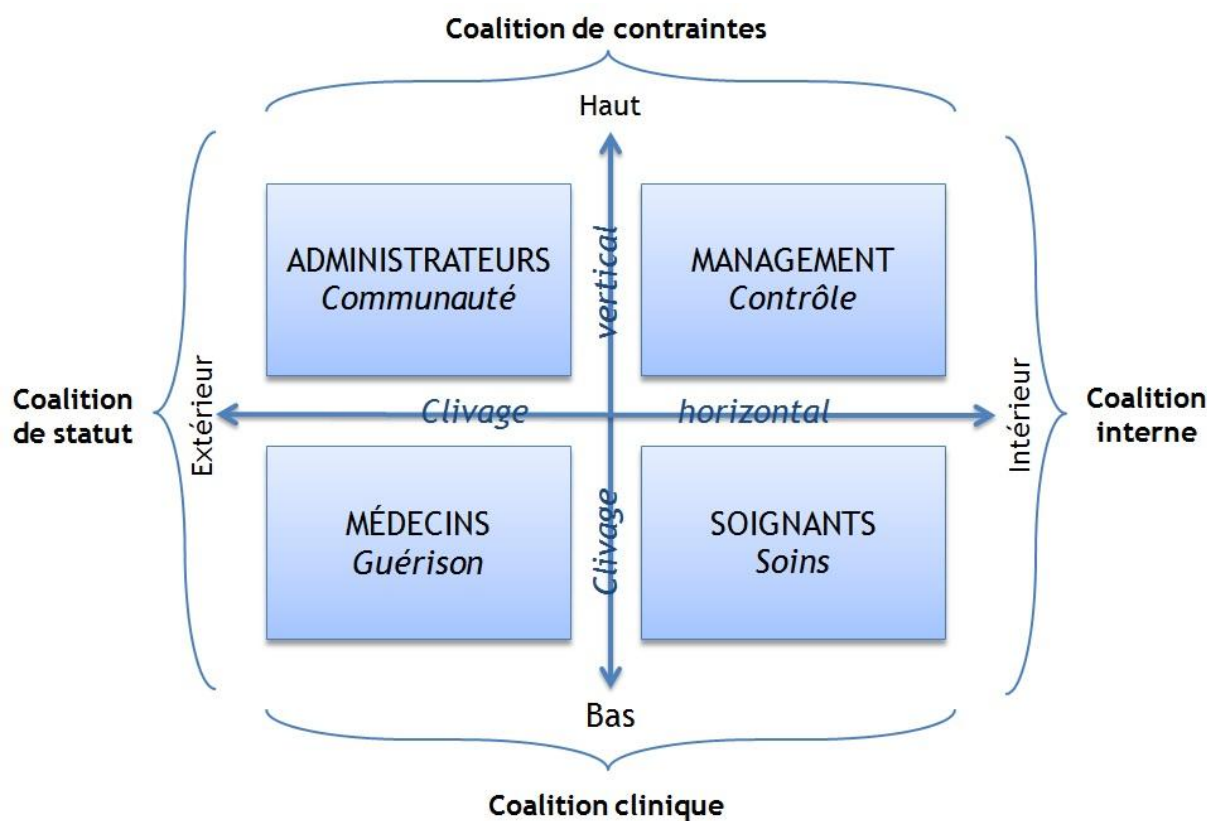 Coalition de contraintes
Haut
ADMINISTRATEURS
Communauté
vertical
MANAGEMENT
Contrôle
Coalition
de statut
Extérieur
Clivage horizontal
Intérieur
Coalition
interne
MÉDECINS
Guérison
Clivage
SOIGNANTS
Soins
Bas
Coalition clinique